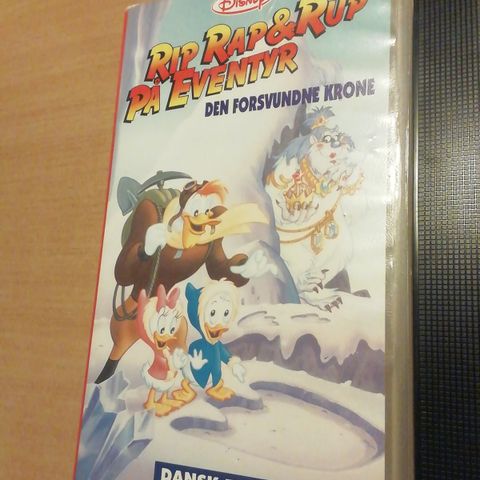 Disney
Rip Rap & Rup
på Eventyr
DEN FORSVUNDNE KRONE
DANSK